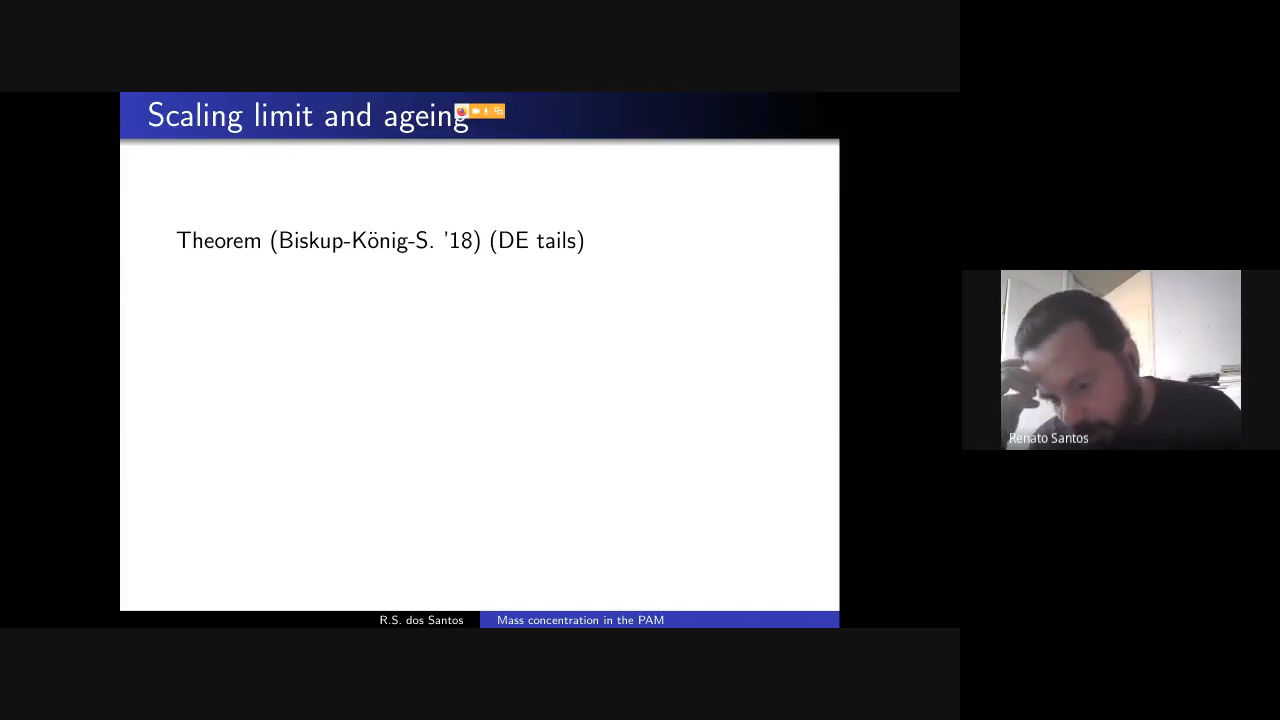 Scaling limit and ageing
Theorem (Biskup-König-S. '18) (DE tails)
Renato Santos
R.S. dos Santos
Mass concentration in the PAM